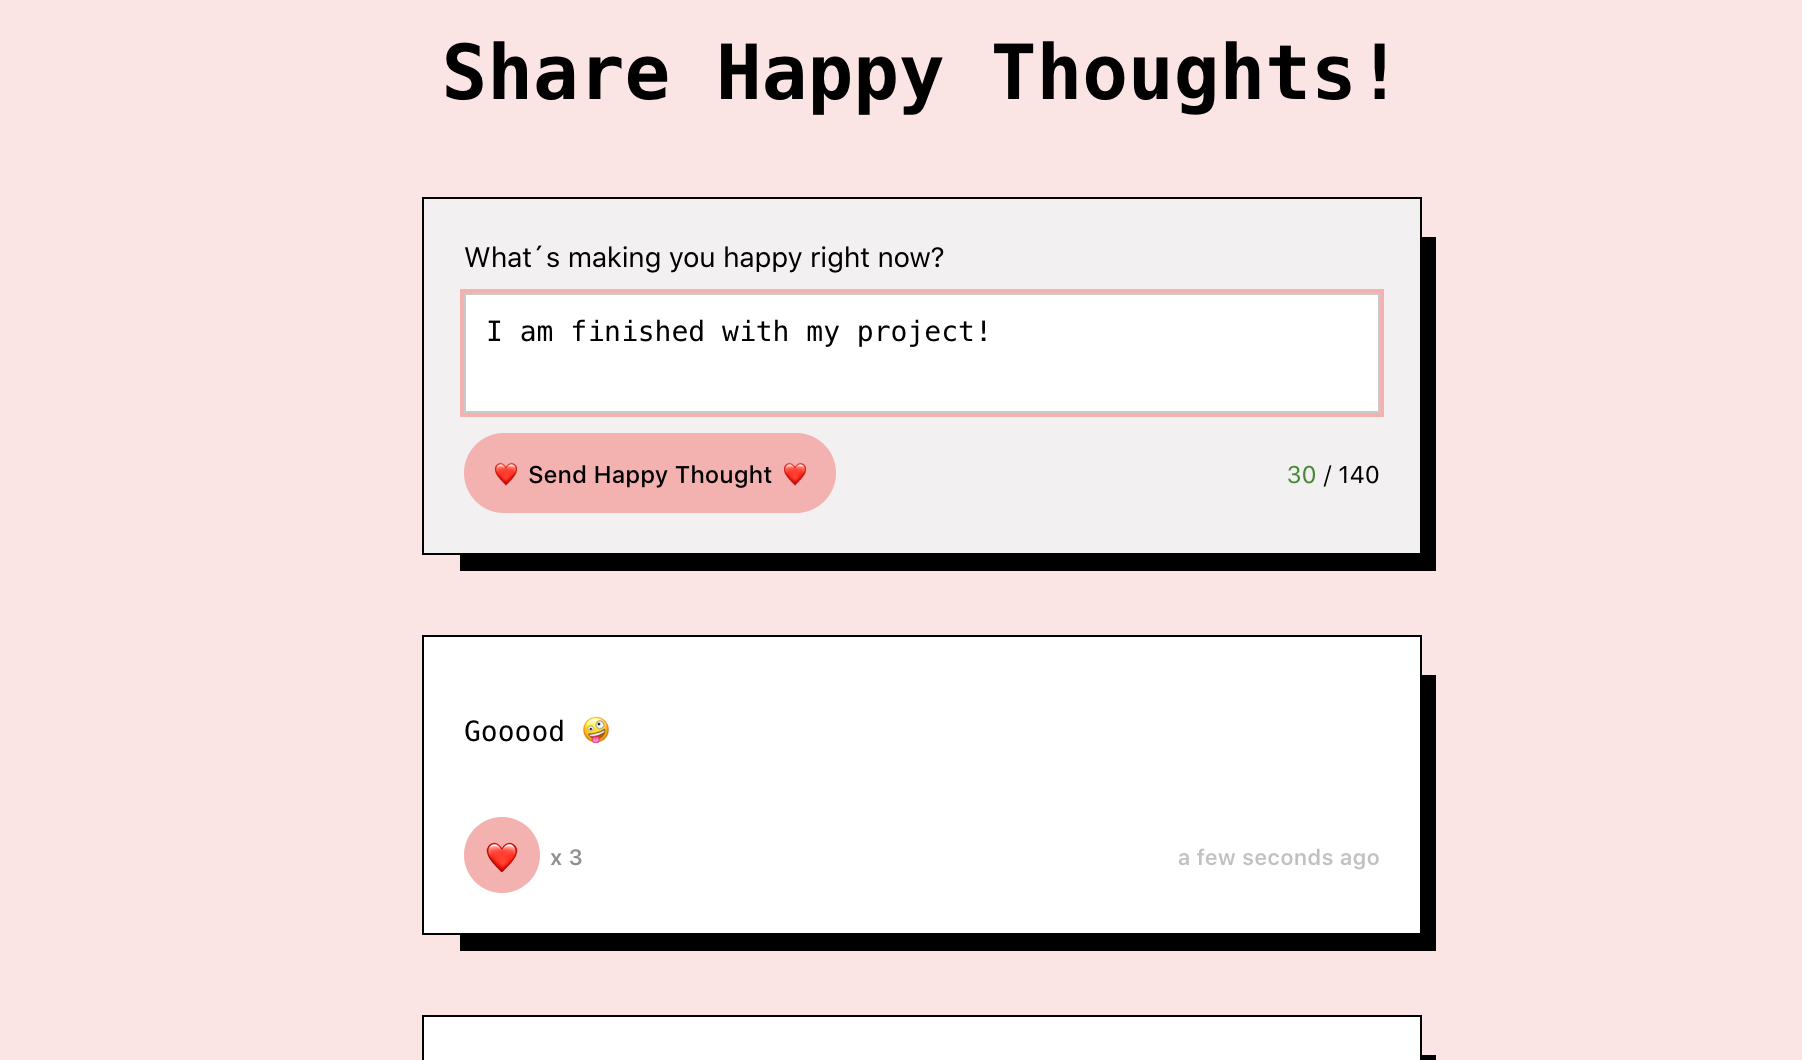 Share Happy Thoughts!
What´s making you happy right now?
I am finished with my project!
❤️ Send Happy Thought ❤️
30 / 140
Gooood 🤪
❤️ x 3
a few seconds ago